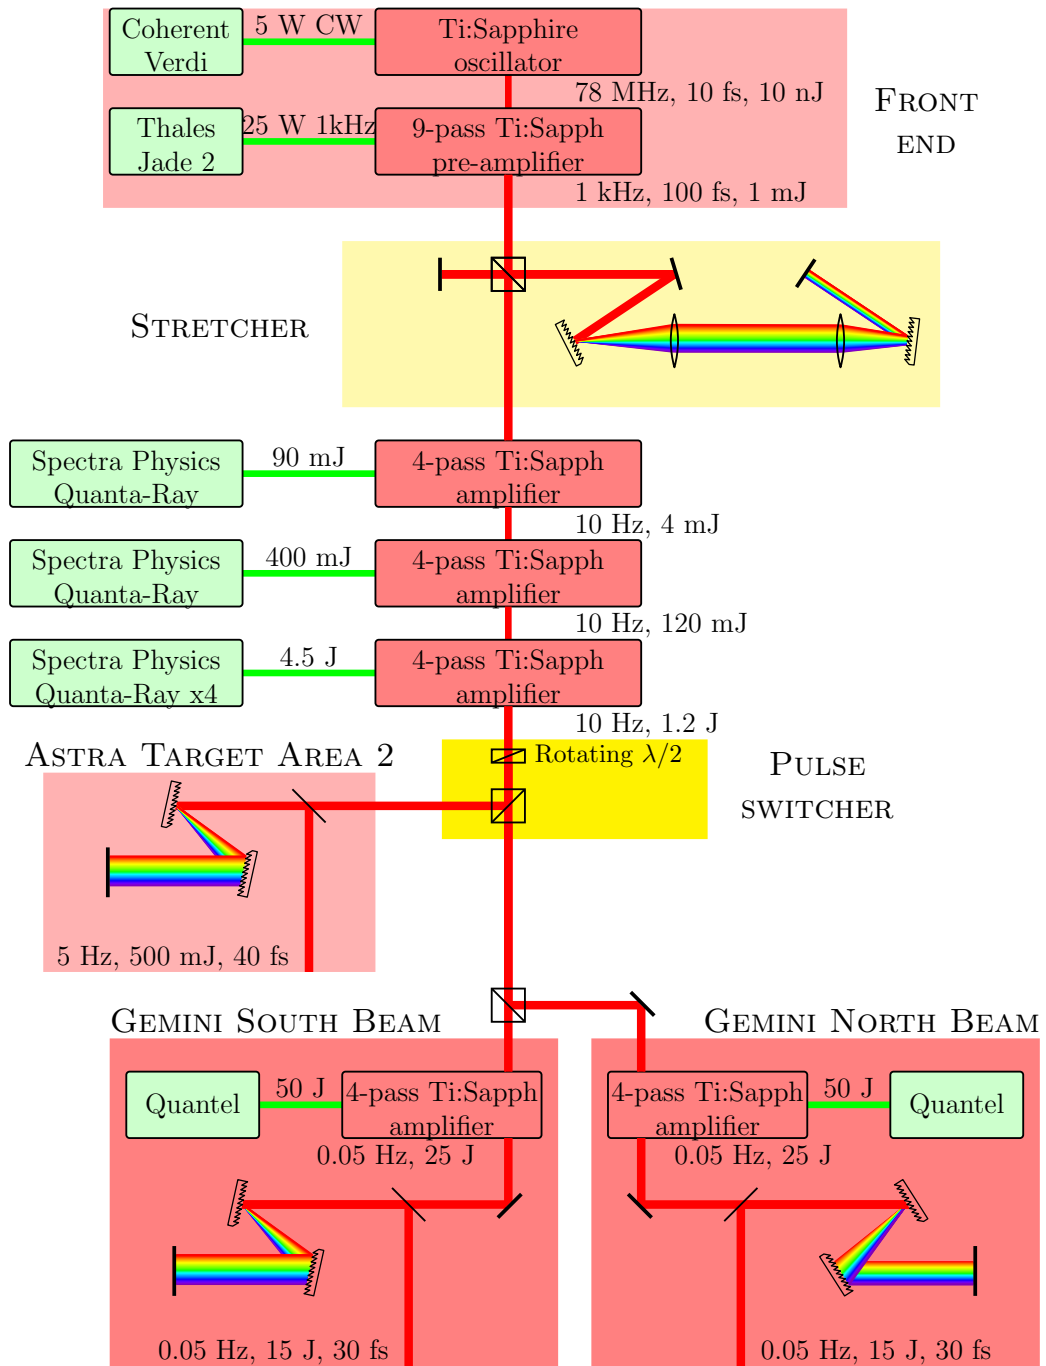 Coherent
Verdi
5 W CW
Ti:Sapphire
oscillator
78 MHz, 10 fs, 10 nJ
Front
end
Thales
Jade 2
25 W 1kHz
9-pass Ti:Sapph
pre-amplifier
1 kHz, 100 fs, 1 mJ
Stretcher
Spectra Physics
Quanta-Ray
90 mJ
4-pass Ti:Sapph
amplifier
10 Hz, 4 mJ
Spectra Physics
Quanta-Ray
400 mJ
4-pass Ti:Sapph
amplifier
10 Hz, 120 mJ
Spectra Physics
Quanta-Ray x4
4.5 J
4-pass Ti:Sapph
amplifier
10 Hz, 1.2 J
Astra Target Area 2
Rotating λ/2
Pulse
switcher
5 Hz, 500 mJ, 40 fs
Gemini South Beam
Gemini North Beam
Quantel
50 J
4-pass Ti:Sapph
amplifier
0.05 Hz, 25 J
4-pass Ti:Sapph
amplifier
50 J
Quantel
0.05 Hz, 25 J
0.05 Hz, 15 J, 30 fs
0.05 Hz, 15 J, 30 fs